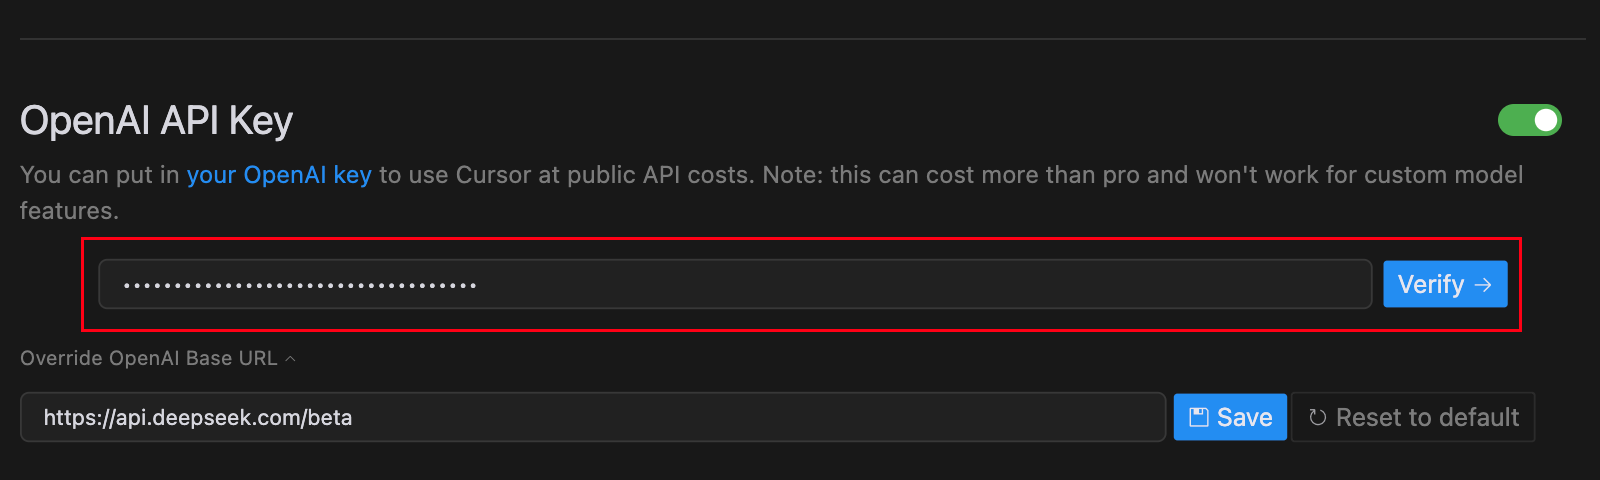 OpenAI API Key
You can put in your OpenAI key to use Cursor at public API costs. Note: this can cost more than pro and won't work for custom model
features.
•••••••••••••••••••••••••••••••••••
Verify →
Override OpenAI Base URL
https://api.deepseek.com/beta
Save
Reset to default